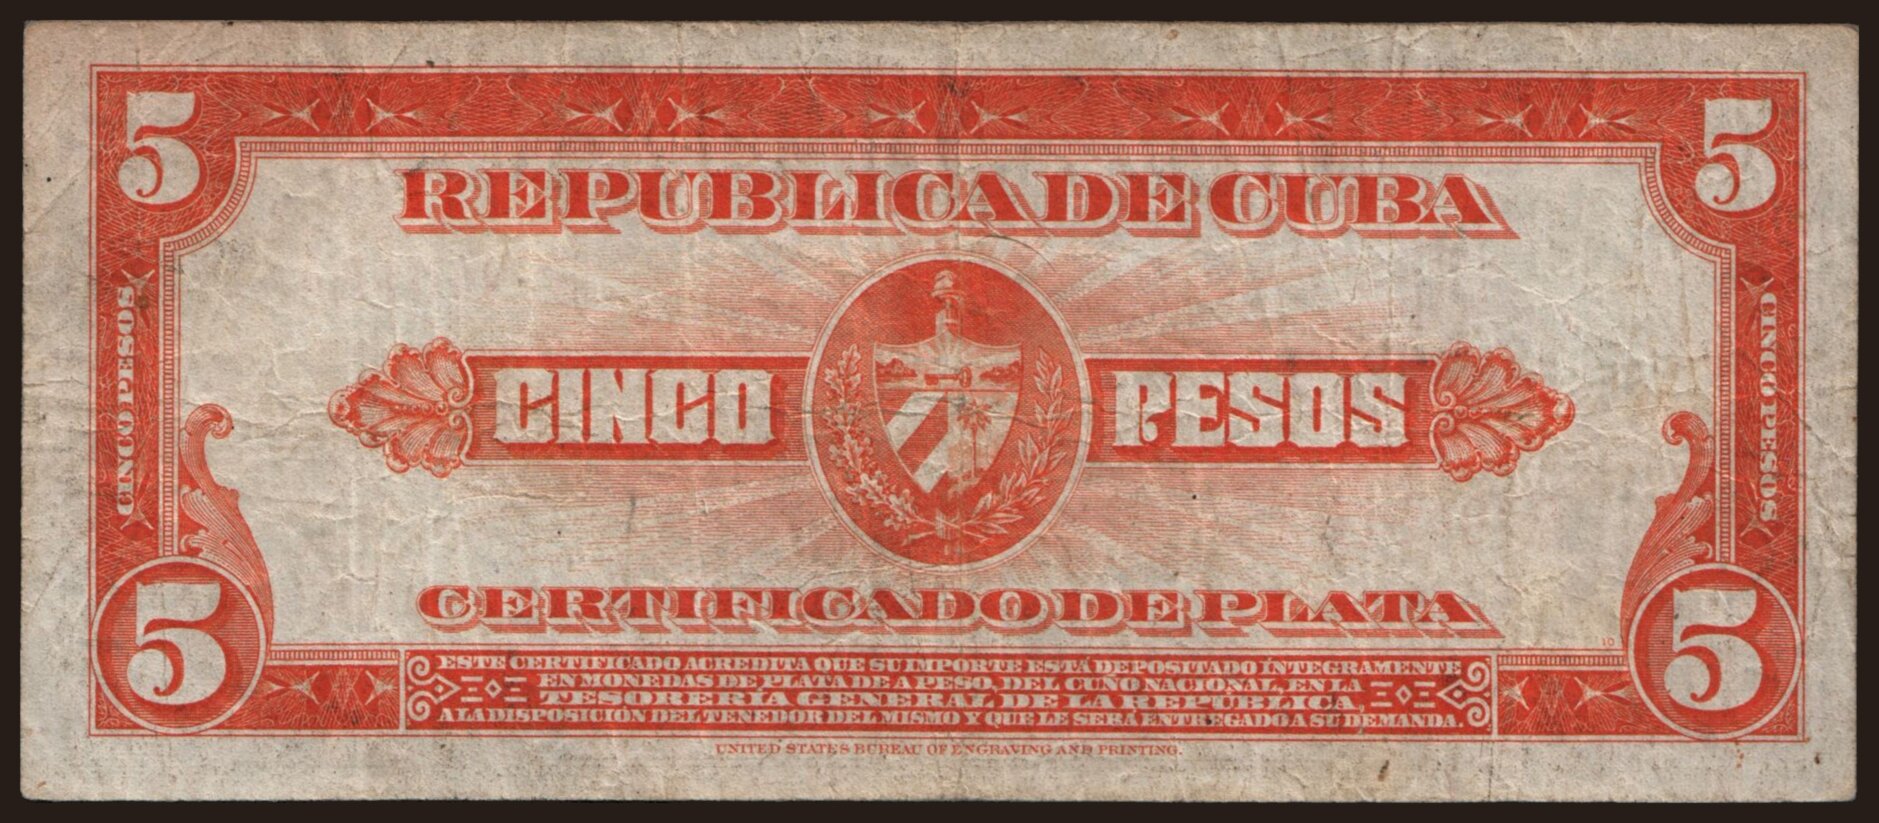 5 5
REPUBLICA DE CUBA
CINCO PESOS
CINCO PESOS
CINCO PESOS
CERTIFICADO DE PLATA
10
5 5
ESTE CERTIFICADO ACREDITA QUE SU IMPORTE ESTÁ DEPOSITADO ÍNTEGRAMENTE
EN MONEDAS DE PLATA DE A PESO, DEL CUÑO NACIONAL, EN LA
TESORERÍA GENERAL DE LA REPÚBLICA,
A LA DISPOSICIÓN DEL TENEDOR DEL MISMO Y QUE LE SERÁ ENTREGADO A SU DEMANDA.
UNITED STATES BUREAU OF ENGRAVING AND PRINTING.